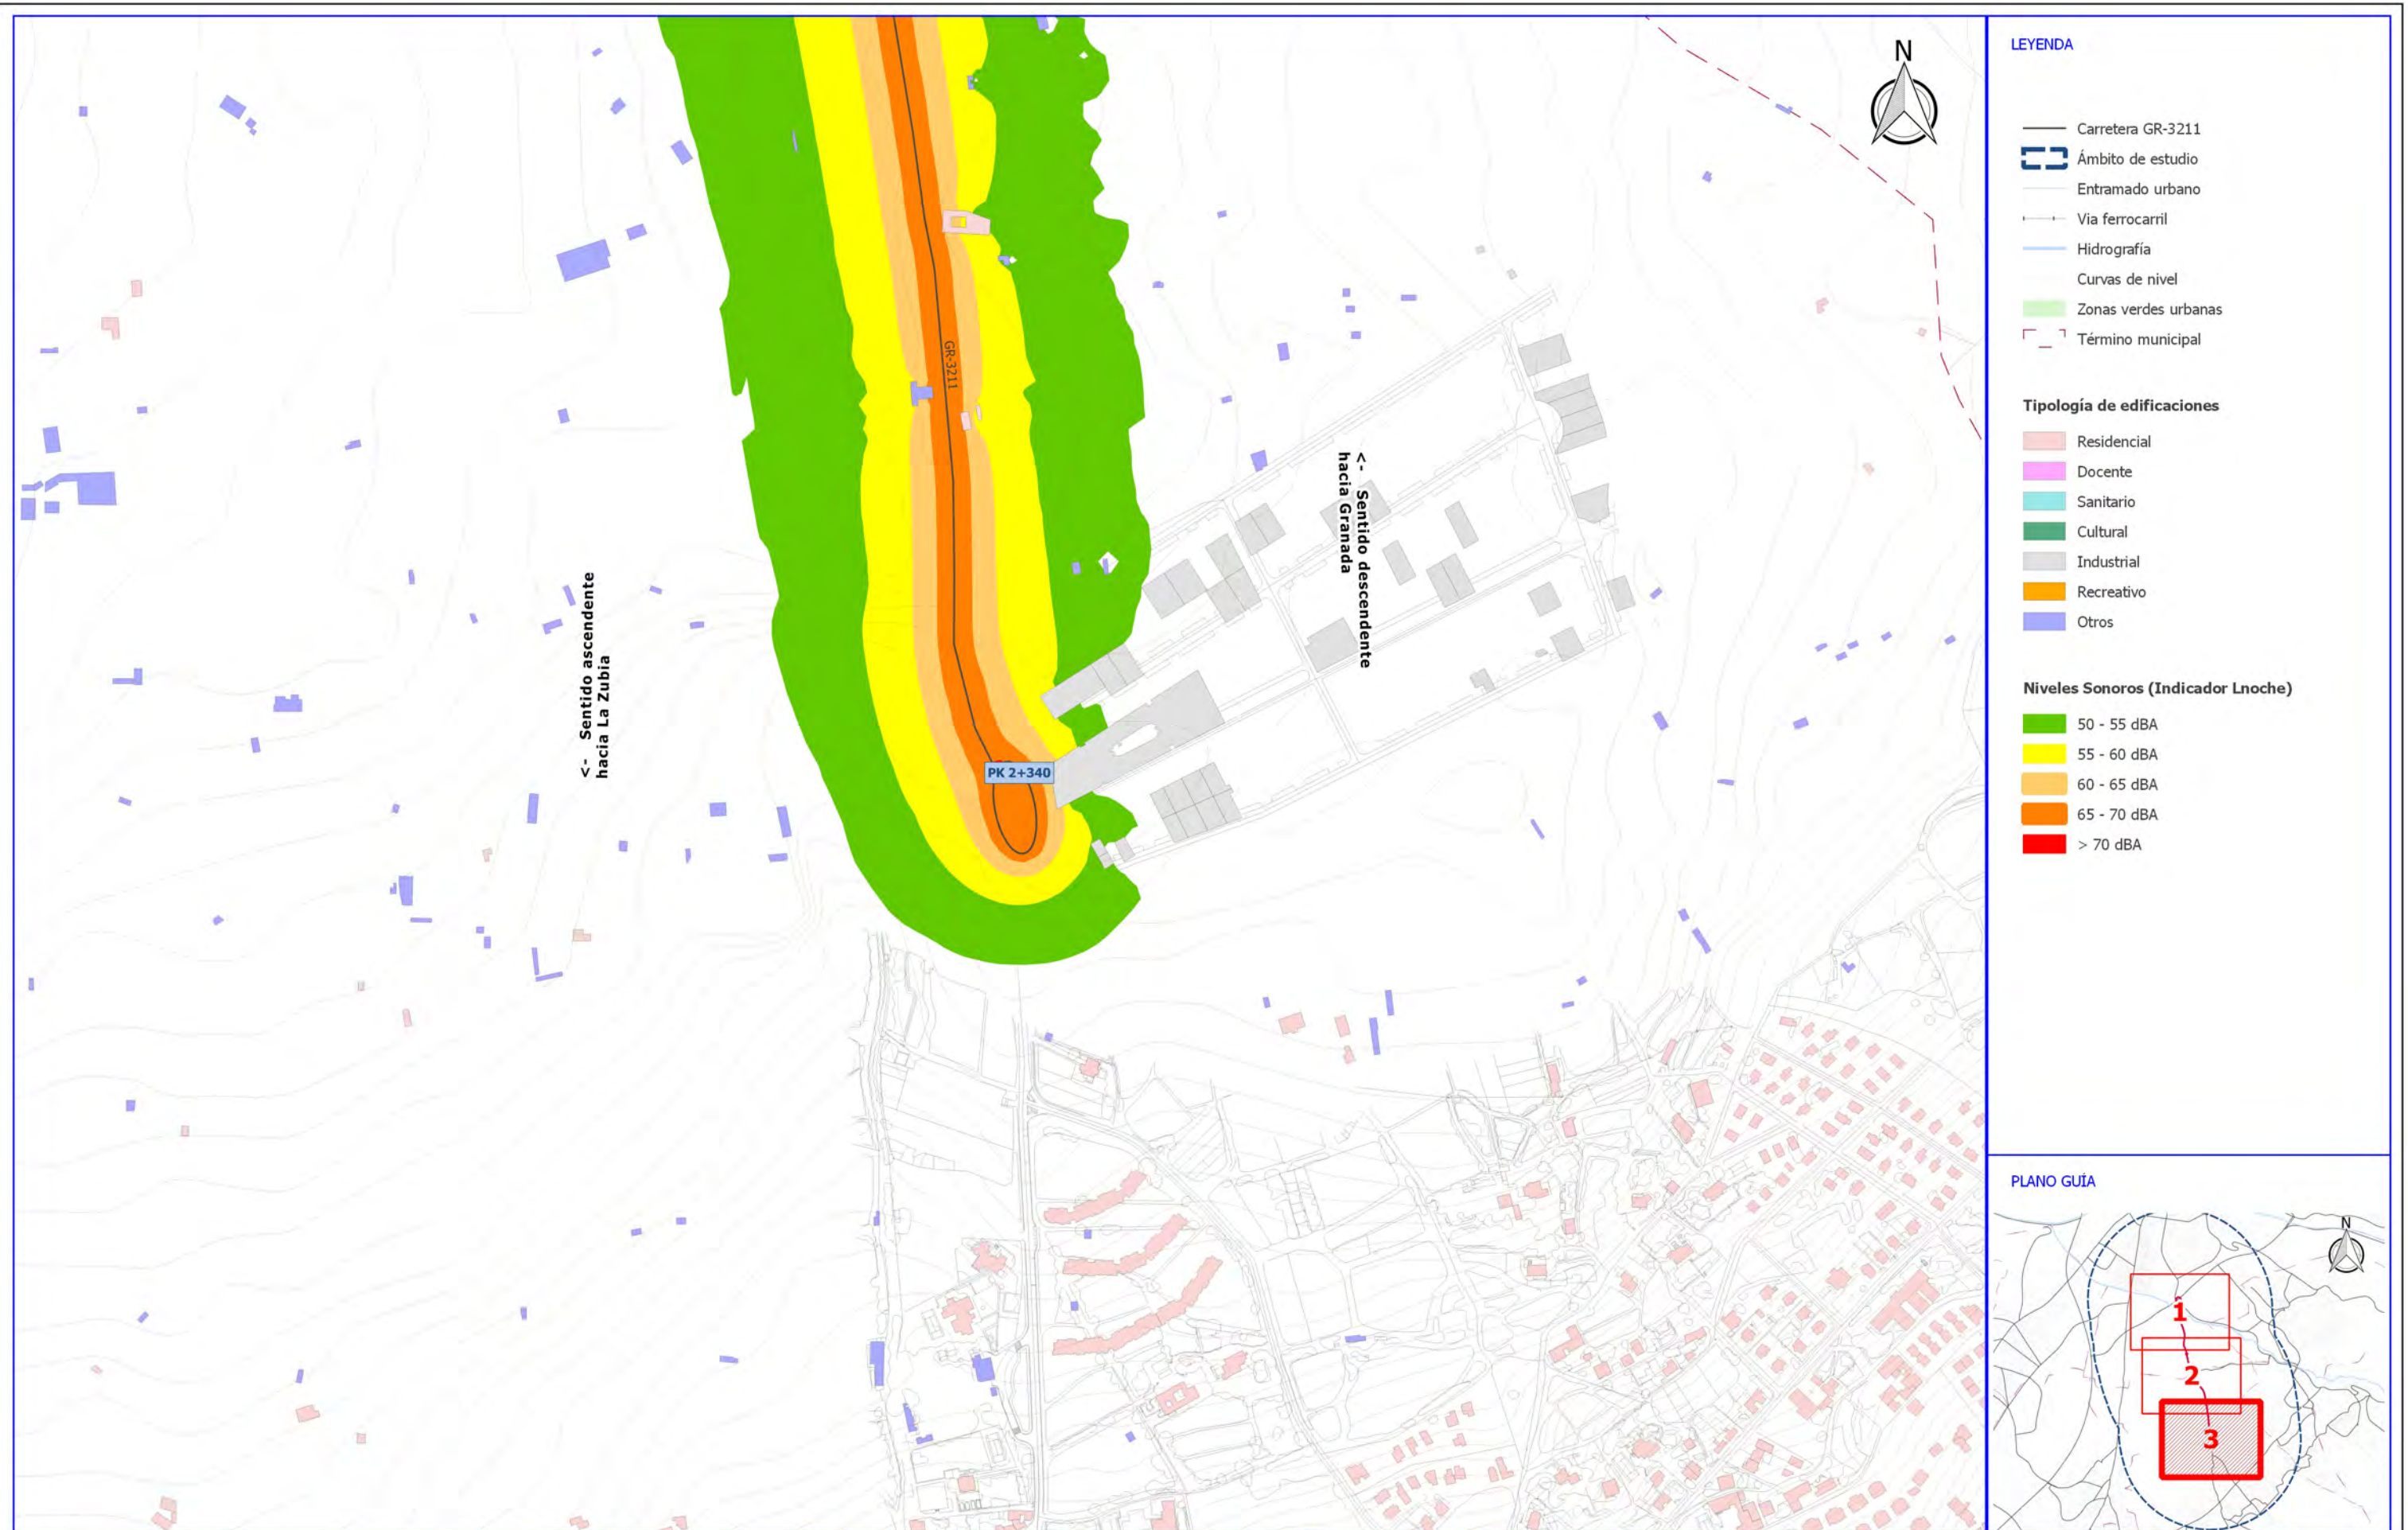 N
GR-3211
<- Sentido descendente
hacia Granada
<- Sentido ascendente
hacia La Zubia
PK 2+340
LEYENDA
Carretera GR-3211
Ámbito de estudio
Entramado urbano
Via ferrocarril
Hidrografía
Curvas de nivel
Zonas verdes urbanas
Término municipal
Tipología de edificaciones
Residencial
Docente
Sanitario
Cultural
Industrial
Recreativo
Otros
Niveles Sonoros (Indicador Lnoche)
50 - 55 dBA
55 - 60 dBA
60 - 65 dBA
65 - 70 dBA
> 70 dBA
PLANO GUÍA
N
1
2
3